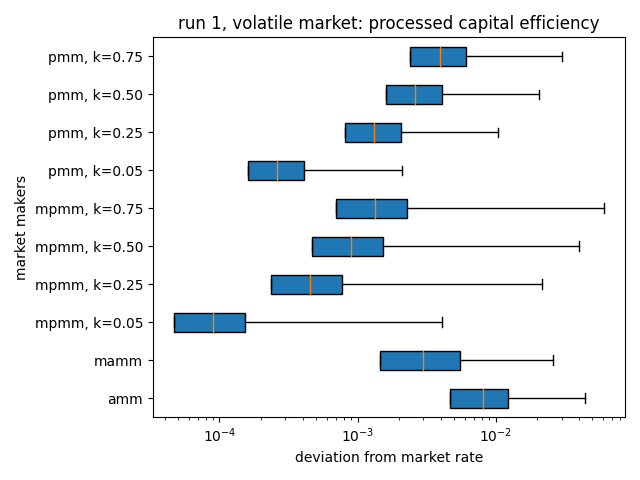 run 1, volatile market: processed capital efficiency
pmm, k=0.75
pmm, k=0.50
pmm, k=0.25
pmm, k=0.05
mpmm, k=0.75
mpmm, k=0.50
mpmm, k=0.25
mpmm, k=0.05
mamm
amm
market makers
10⁻⁴ 10⁻³ 10⁻²
deviation from market rate